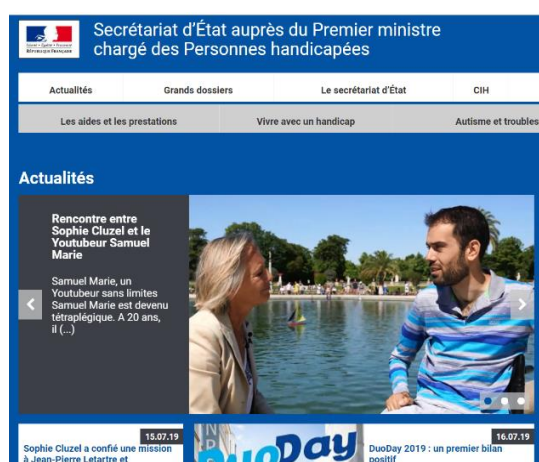 Secrétariat d'État auprès du Premier ministre
chargé des Personnes handicapées
RÉPUBLIQUE FRANÇAISE
Actualités Grands dossiers Le secrétariat d'État CIH
Les aides et les prestations Vivre avec un handicap Autisme et troubles
Actualités
Rencontre entre
Sophie Cluzel et le
Youtubeur Samuel
Marie
Samuel Marie, un
Youtubeur sans limites
Samuel Marie est devenu
tétraplégique. A 20 ans,
il (...)
15.07.19
Sophie Cluzel a confié une mission
à Jean-Pierre Letartre et
DuoDay
16.07.19
DuoDay 2019 : un premier bilan
positif